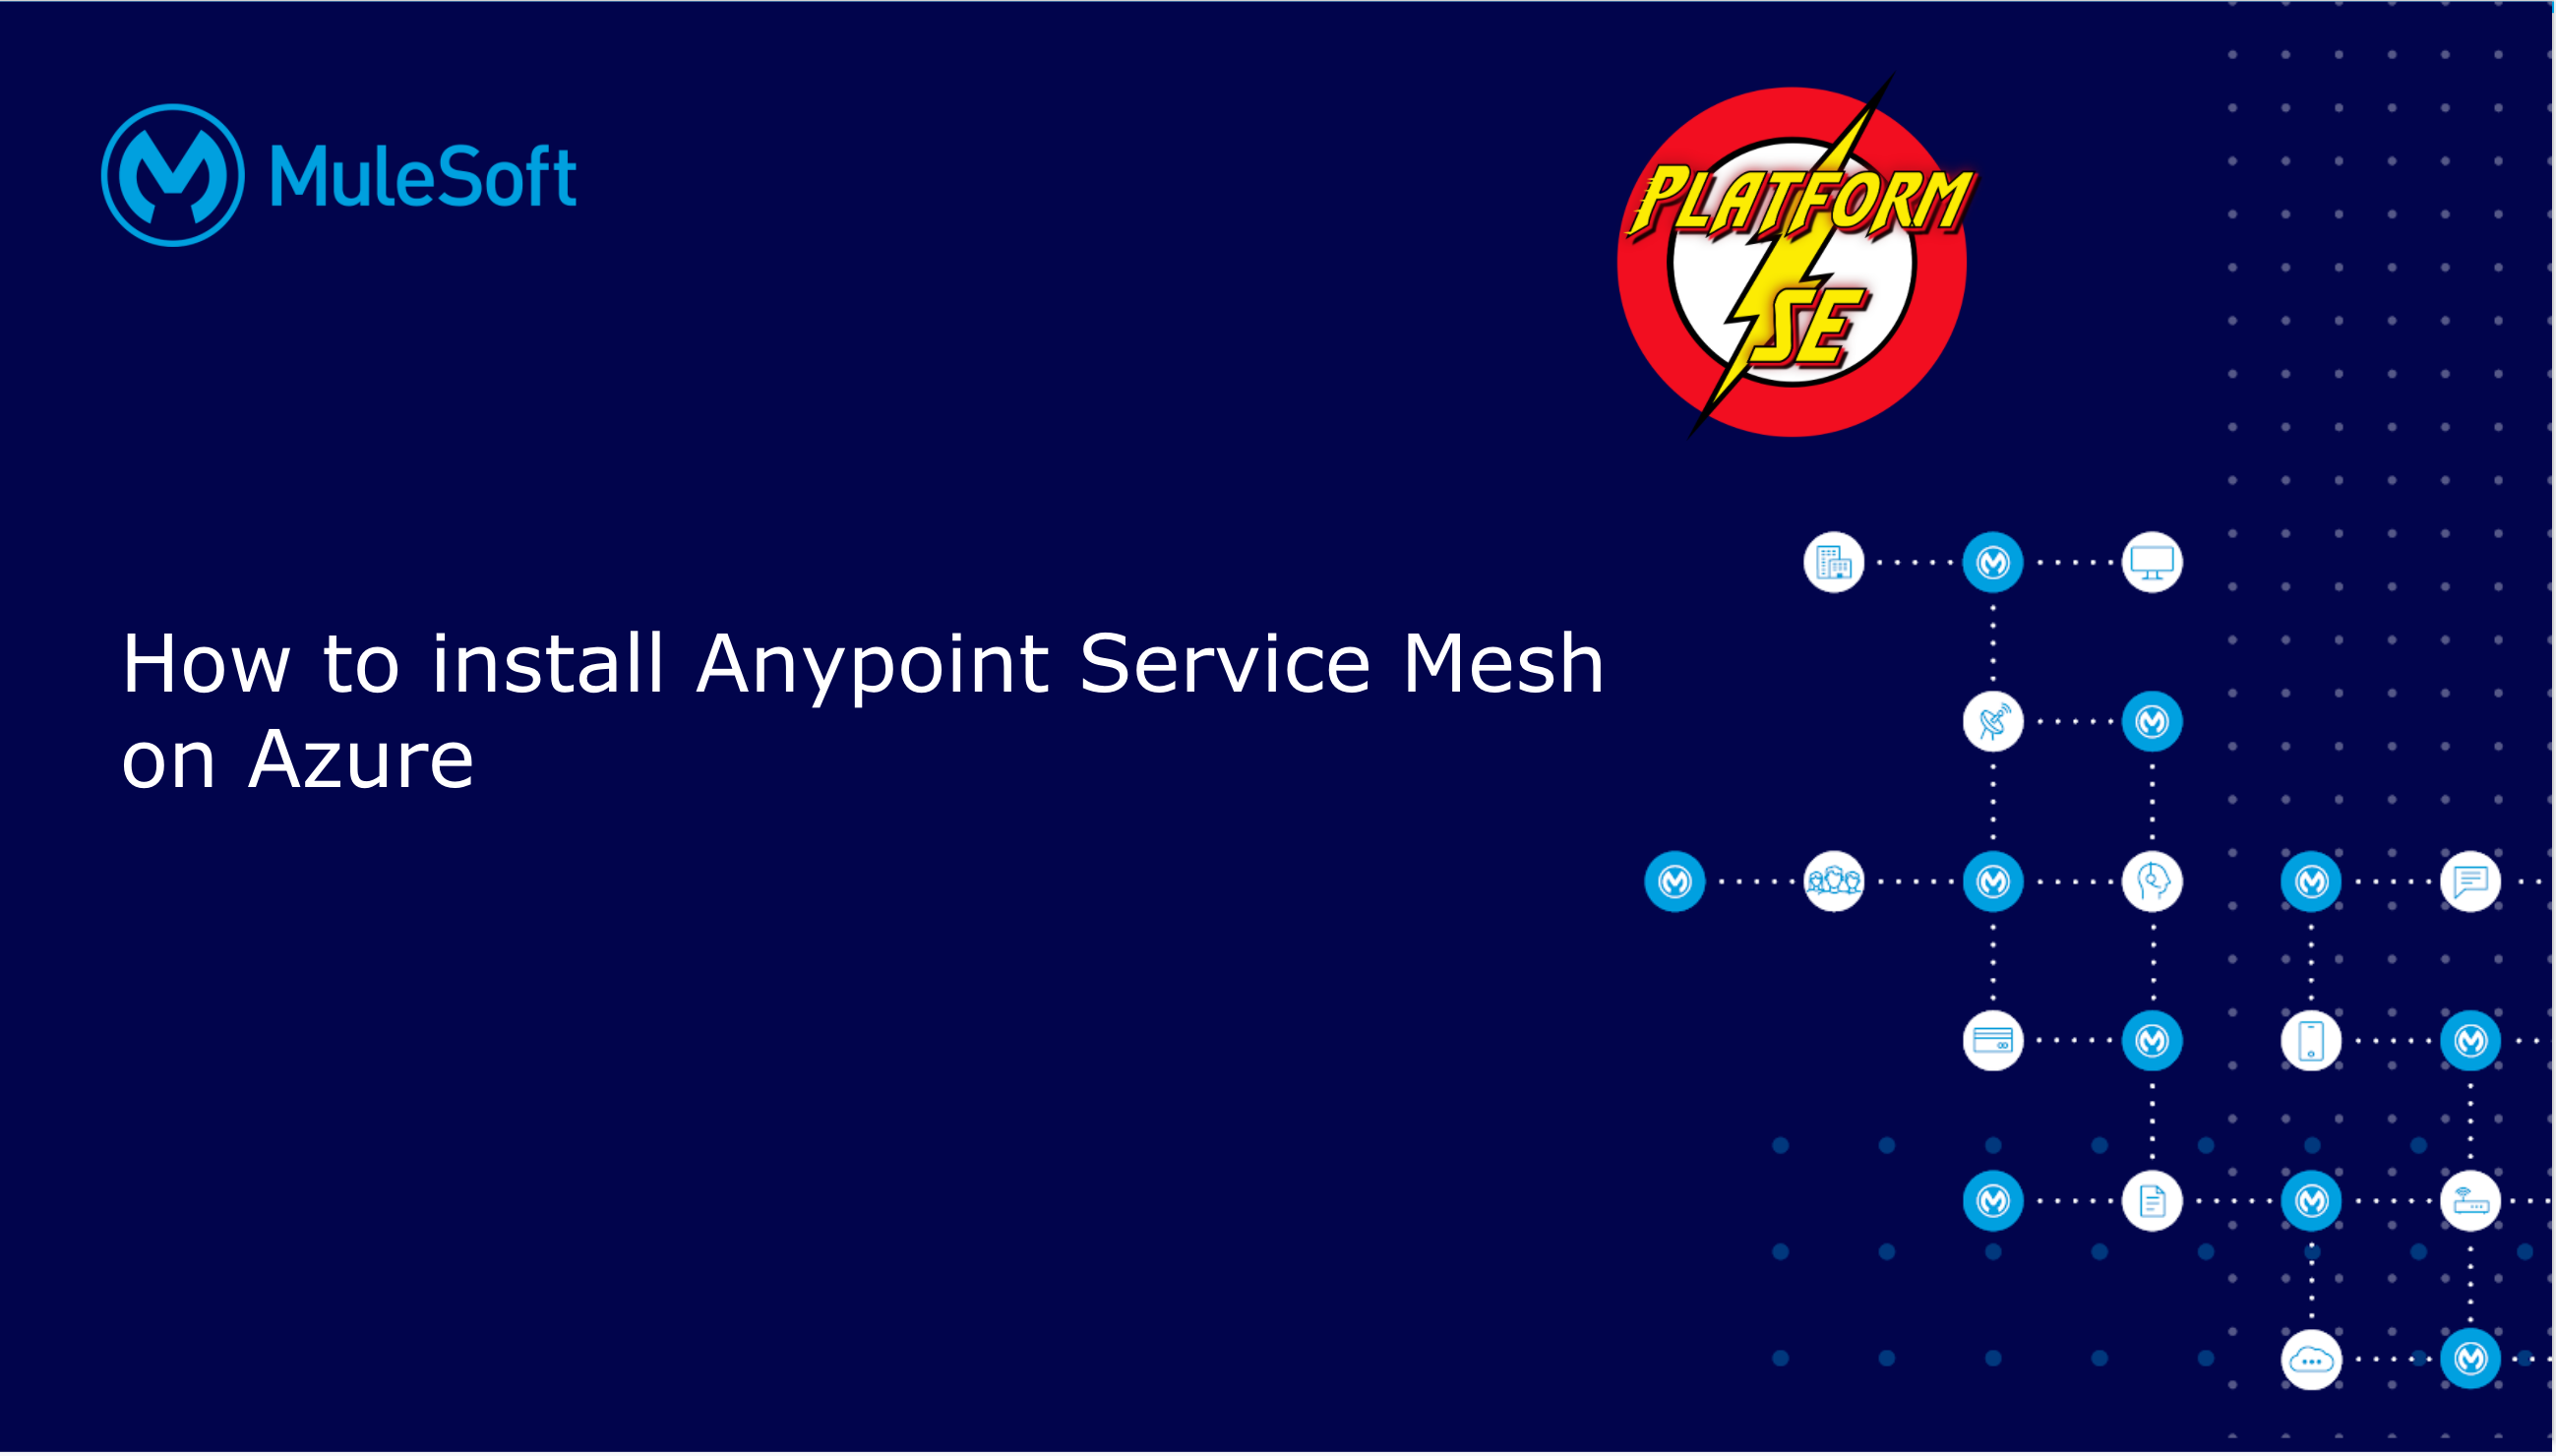 MuleSoft
PLATFORM
SE
How to install Anypoint Service Mesh
on Azure